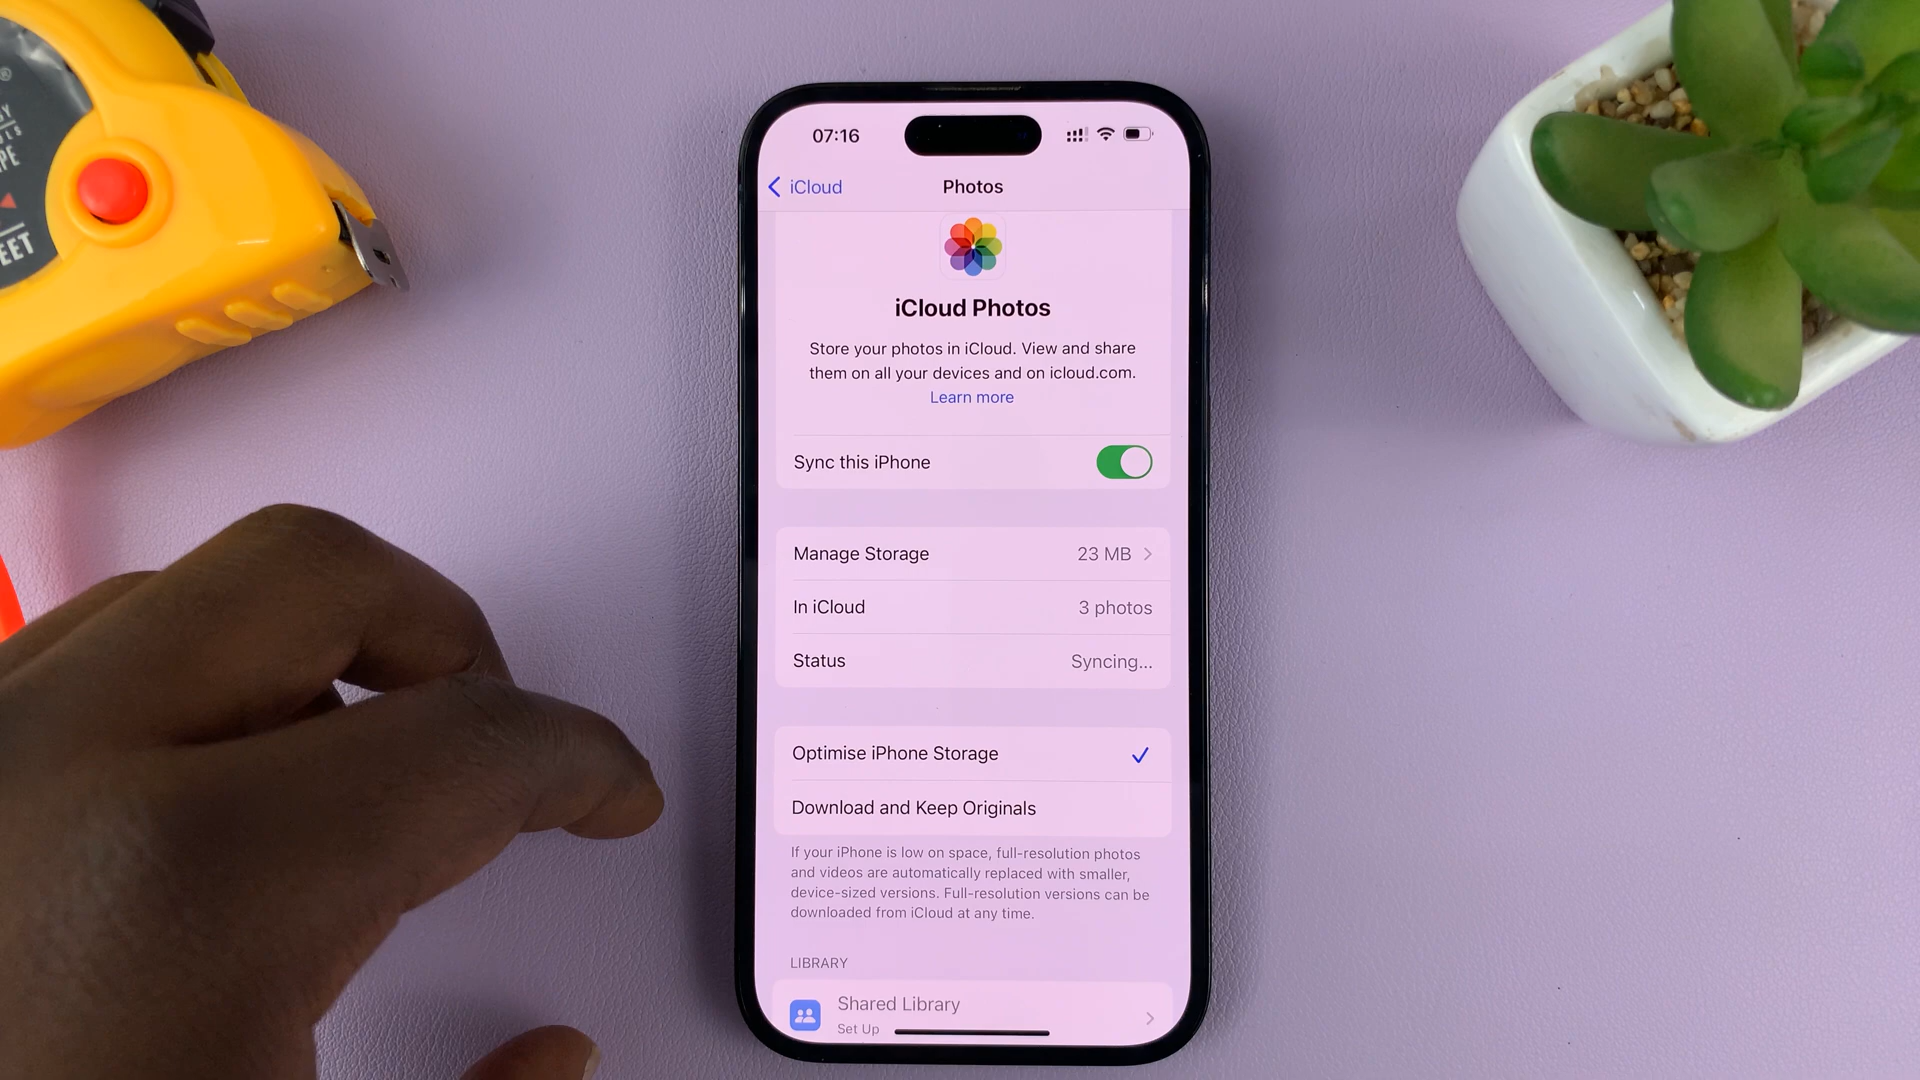 07:16
iCloud
Photos
iCloud Photos
Store your photos in iCloud. View and share
them on all your devices and on icloud.com.
Learn more
Sync this iPhone
Manage Storage 23 MB
In iCloud 3 photos
Status Syncing...
Optimise iPhone Storage
Download and Keep Originals
If your iPhone is low on space, full-resolution photos
and videos are automatically replaced with smaller,
device-sized versions. Full-resolution versions can be
downloaded from iCloud at any time.
LIBRARY
Shared Library
Set Up